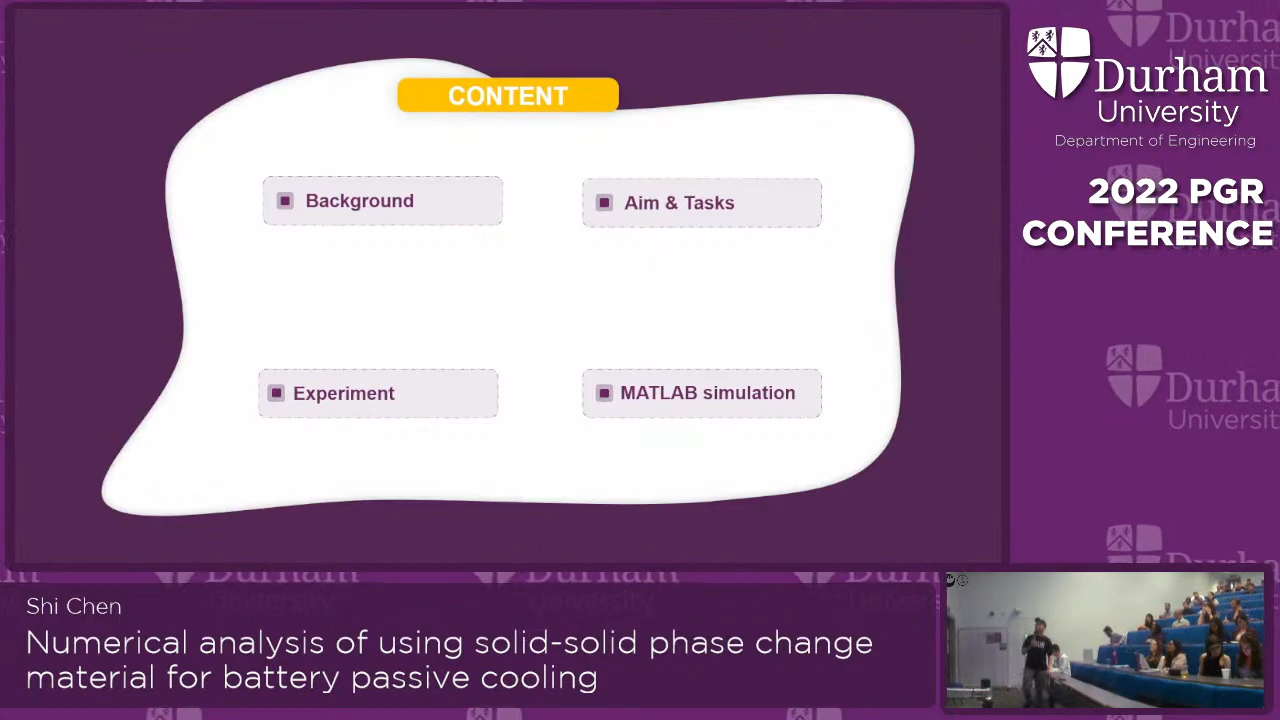 CONTENT
Background
Aim & Tasks
Experiment
MATLAB simulation
Durham
University
Department of Engineering
2022 PGR
CONFERENCE
Shi Chen
Numerical analysis of using solid-solid phase change
material for battery passive cooling